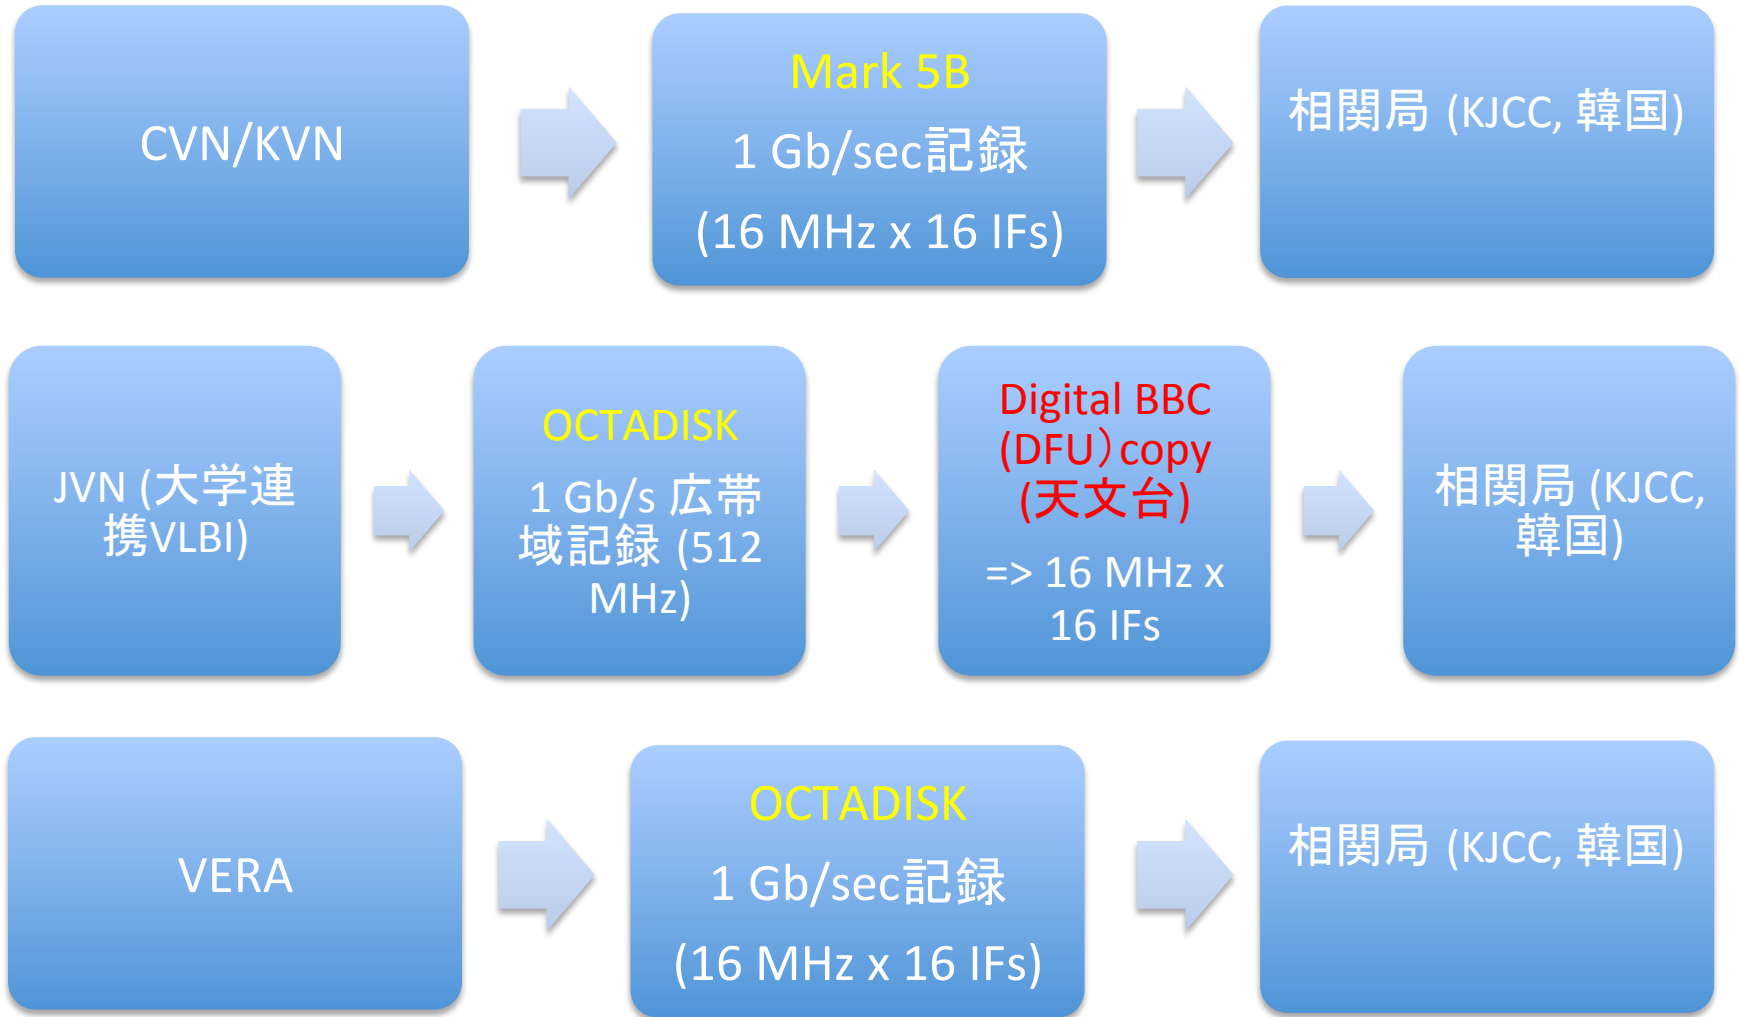 CVN/KVN
Mark 5B
1 Gb/sec記録
(16 MHz x 16 IFs)
相関局 (KJCC, 韓国)
JVN (大学連
携VLBI)
OCTADISK
1 Gb/s 広帯
域記録 (512
MHz)
Digital BBC
(DFU）copy
(天文台)
=> 16 MHz x
16 IFs
相関局 (KJCC,
韓国)
VERA
OCTADISK
1 Gb/sec記録
(16 MHz x 16 IFs)
相関局 (KJCC, 韓国)